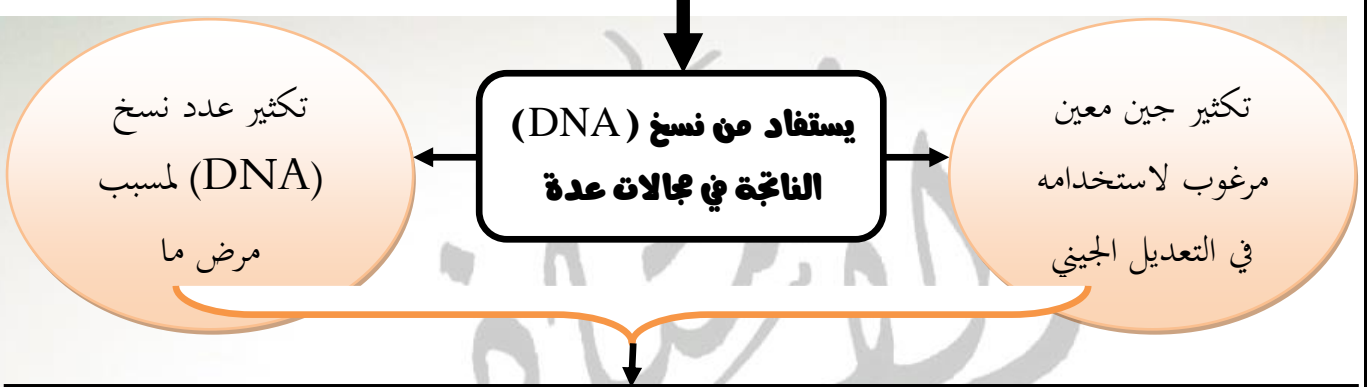 يستفاد من نسخ (DNA)
الناتجة في مجالات عدة
تكثير جين معين
مرغوب لاستخدامه
في التعديل الجيني
تكثير عدد نسخ
(DNA) لمسبب
مرض ما